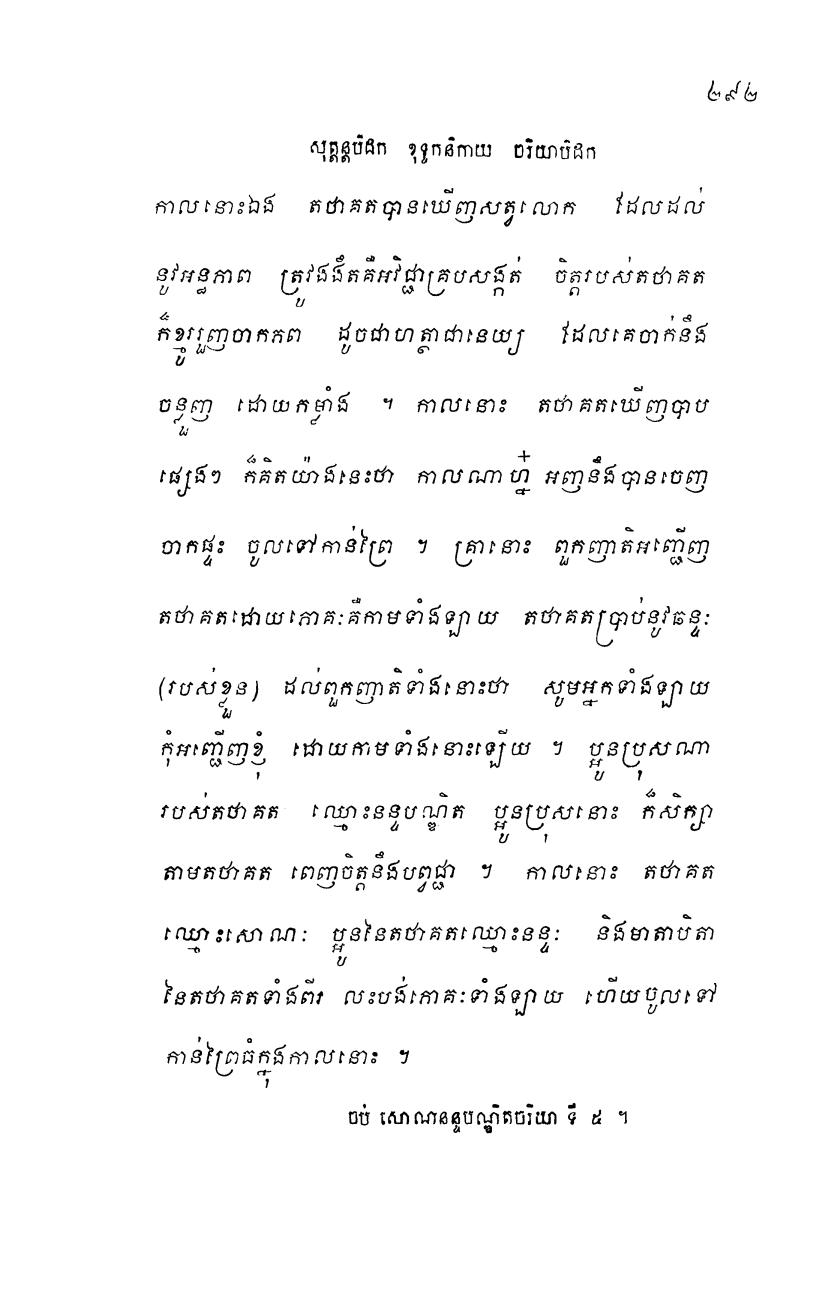 ២៩២
សុត្តន្តបិដក ខុទ្ទកនិកាយ ចរិយាបិដក
កាលនោះឯង តថាគតបានឃើញសត្វលោក ដែលដល់
នូវអន្ធភាព ត្រូវងងឹតគឺអវិជ្ជាគ្របសង្កត់ ចិត្តរបស់តថាគត
ក៏ខ្មួររួញចាកភព ដូចជាហត្ថាជានេយ្យ ដែលគេចាក់នឹង
ចន្លួញ ដោយកម្លាំង ។ កាលនោះ តថាគតឃើញបាប
ផ្សេងៗ ក៏គិតយ៉ាងនេះថា កាលណាហ្ន៎ អញនឹងបានចេញ
ចាកផ្ទះ ចូលទៅកាន់ព្រៃ ។ គ្រានោះ ពួកញាតិអញ្ជើញ
តថាគតដោយភោគៈគឺកាមទាំងឡាយ តថាគតប្រាប់នូវឆន្ទៈ
(របស់ខ្លួន) ដល់ពួកញាតិទាំងនោះថា សូមអ្នកទាំងឡាយ
កុំអញ្ជើញខ្ញុំ ដោយកាមទាំងនោះឡើយ ។ ប្អូនប្រុសណា
របស់តថាគត ឈ្មោះនន្ទបណ្ឌិត ប្អូនប្រុសនោះ ក៏សិក្សា
តាមតថាគត ពេញចិត្តនឹងបព្វជ្ជា ។ កាលនោះ តថាគត
ឈ្មោះសោណៈ ប្អូននៃតថាគតឈ្មោះនន្ទៈ និងមាតាបិតា
នៃតថាគតទាំងពីរ លះបង់ភោគៈទាំងឡាយ ហើយចូលទៅ
កាន់ព្រៃធំក្នុងកាលនោះ ។
ចប់ សោណនន្ទបណ្ឌិតចរិយា ទី ៥ ។